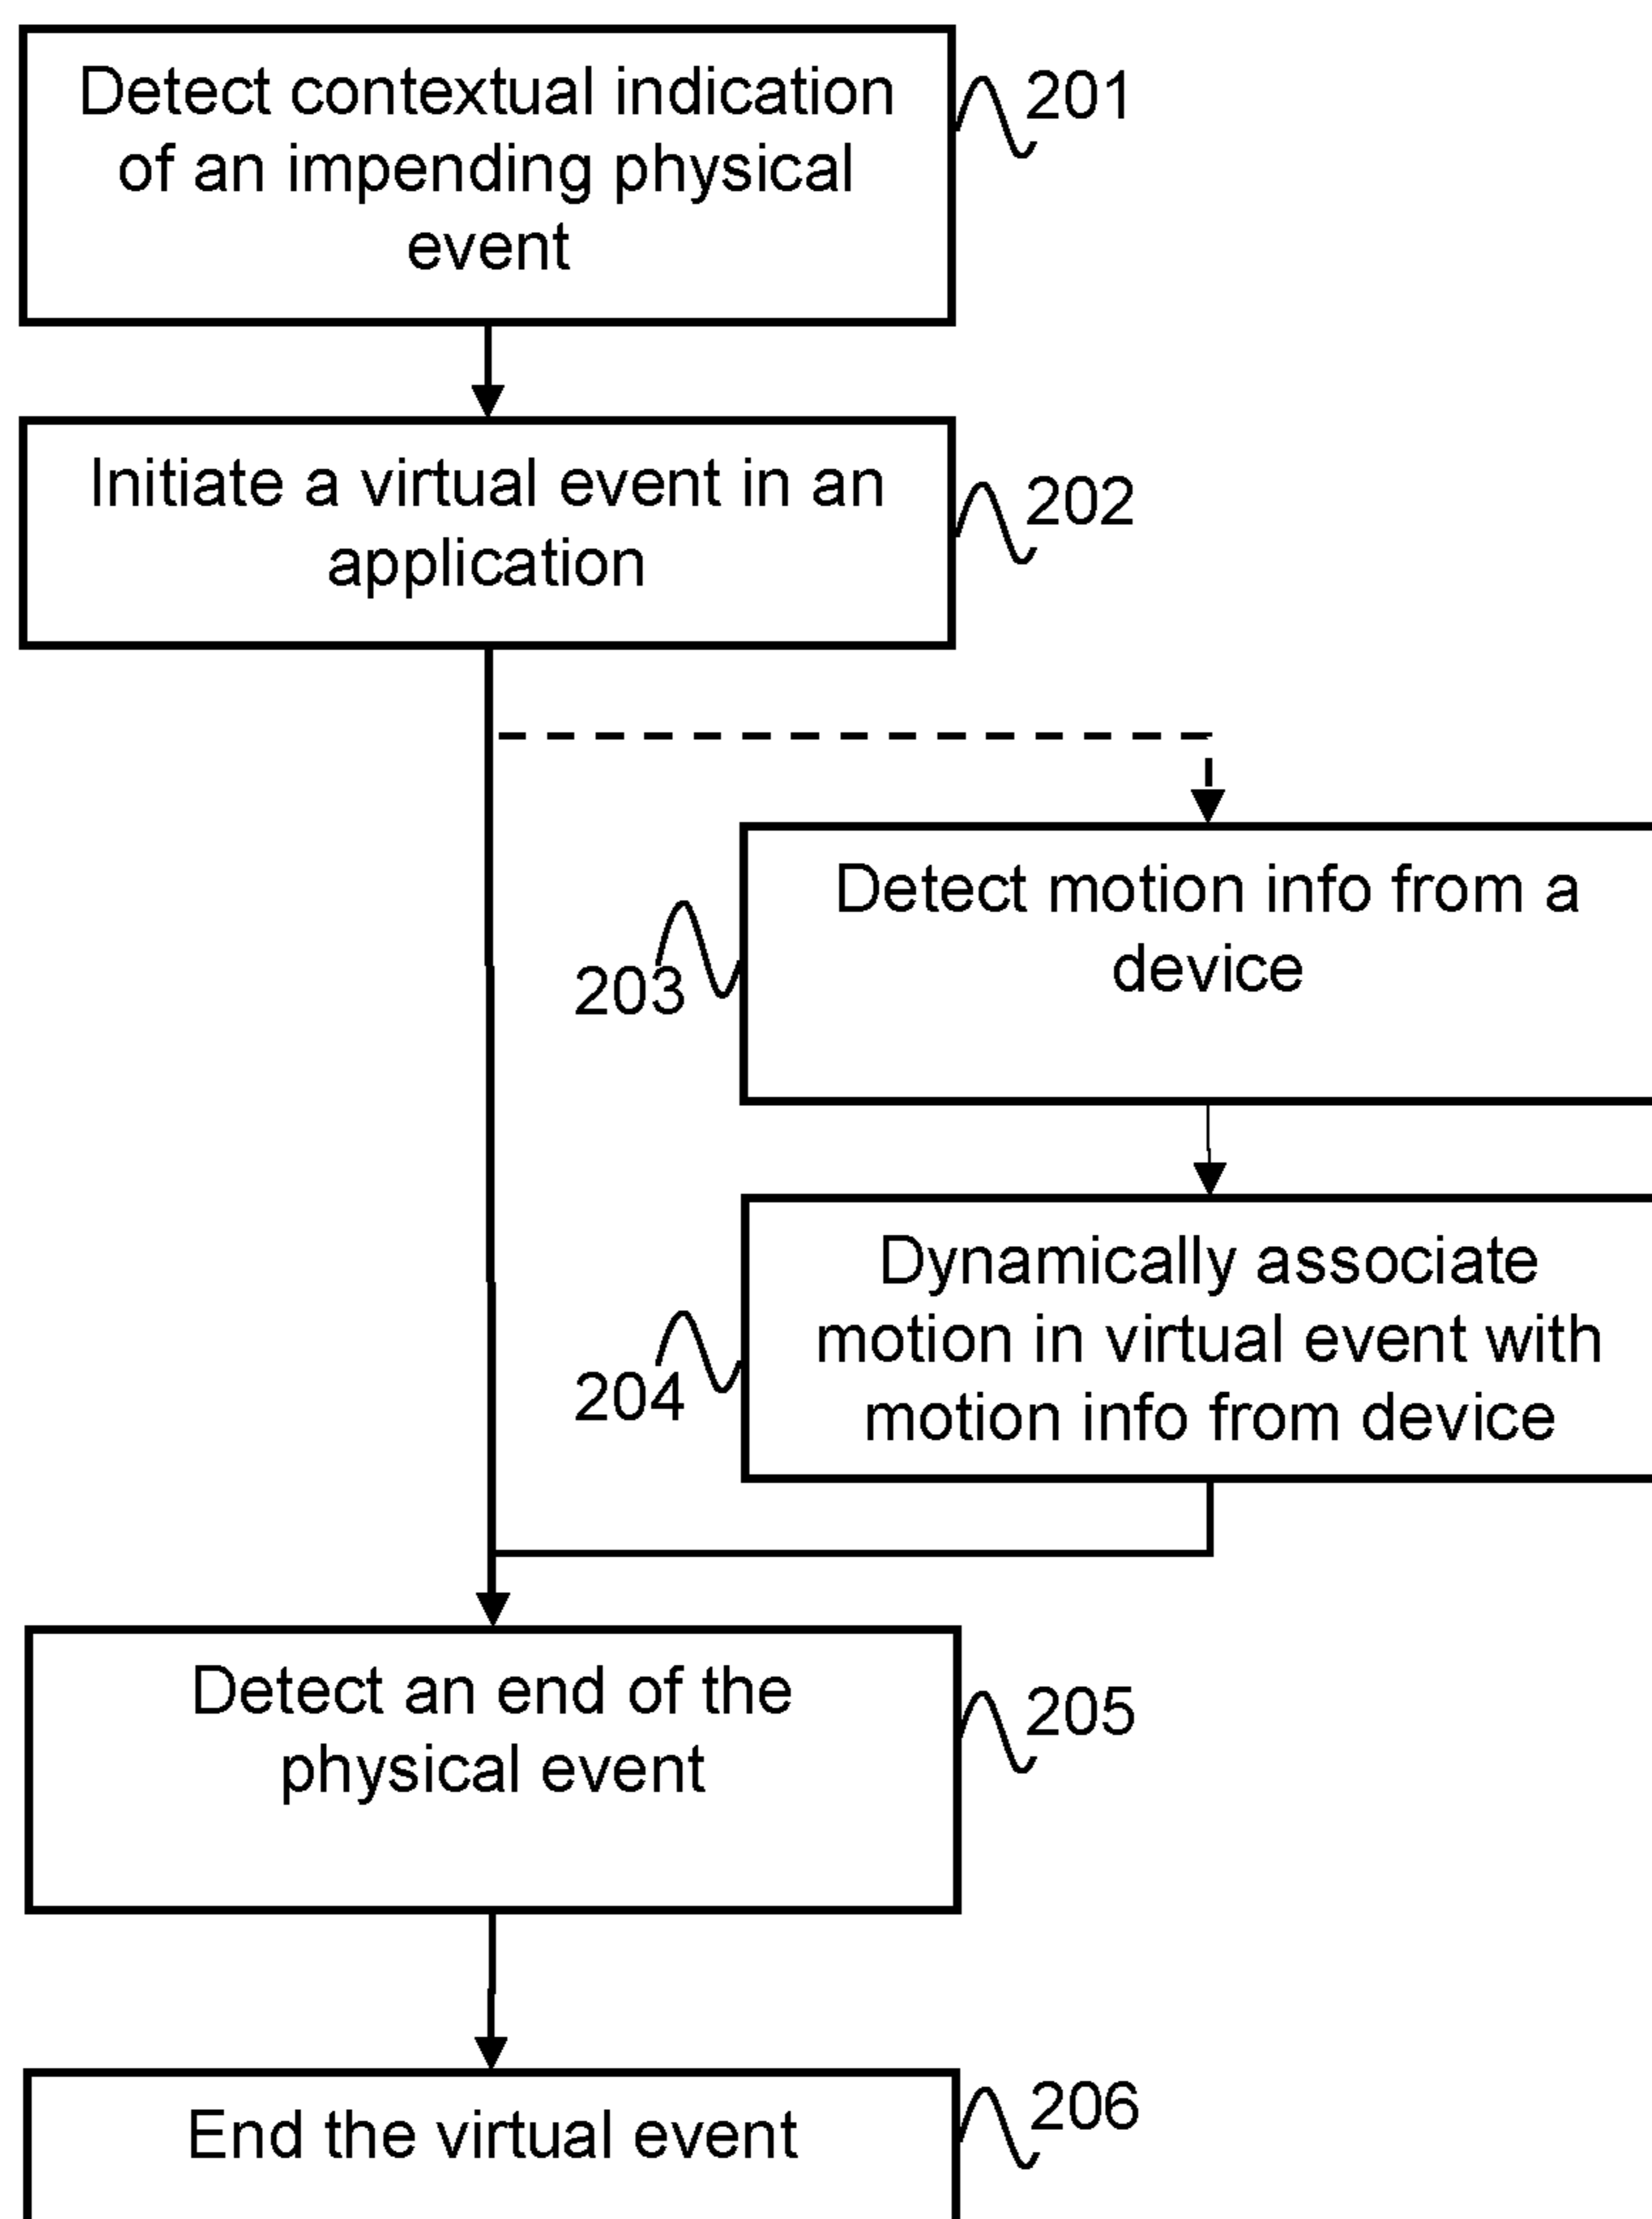 Detect contextual indication
of an impending physical
event
201
Initiate a virtual event in an
application
202
Detect motion info from a
device
203
Dynamically associate
motion in virtual event with
motion info from device
204
Detect an end of the
physical event
205
End the virtual event
206